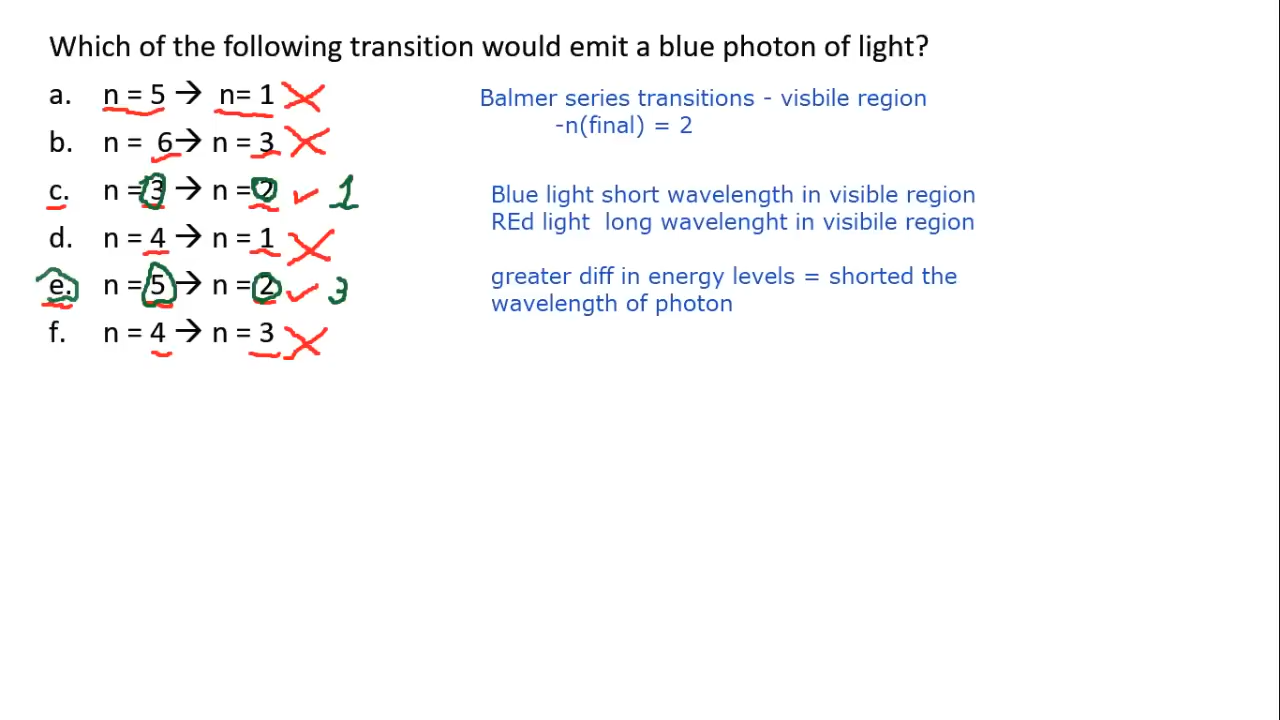 Which of the following transition would emit a blue photon of light?
a. n = 5 → n= 1
b. n = 6→ n = 3
c. n = 3 → n = 2 1
d. n = 4 → n = 1
e. n = 5 → n = 2 3
f. n = 4 → n = 3
Balmer series transitions - visbile region
-n(final) = 2
Blue light short wavelength in visible region
REd light long wavelenght in visibile region
greater diff in energy levels = shorted the
wavelength of photon